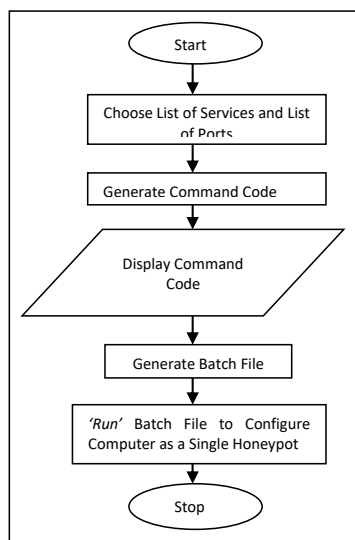 Start
Choose List of Services and List
of Ports
Generate Command Code
Display Command
Code
Generate Batch File
‘Run’ Batch File to Configure
Computer as a Single Honeypot
Stop